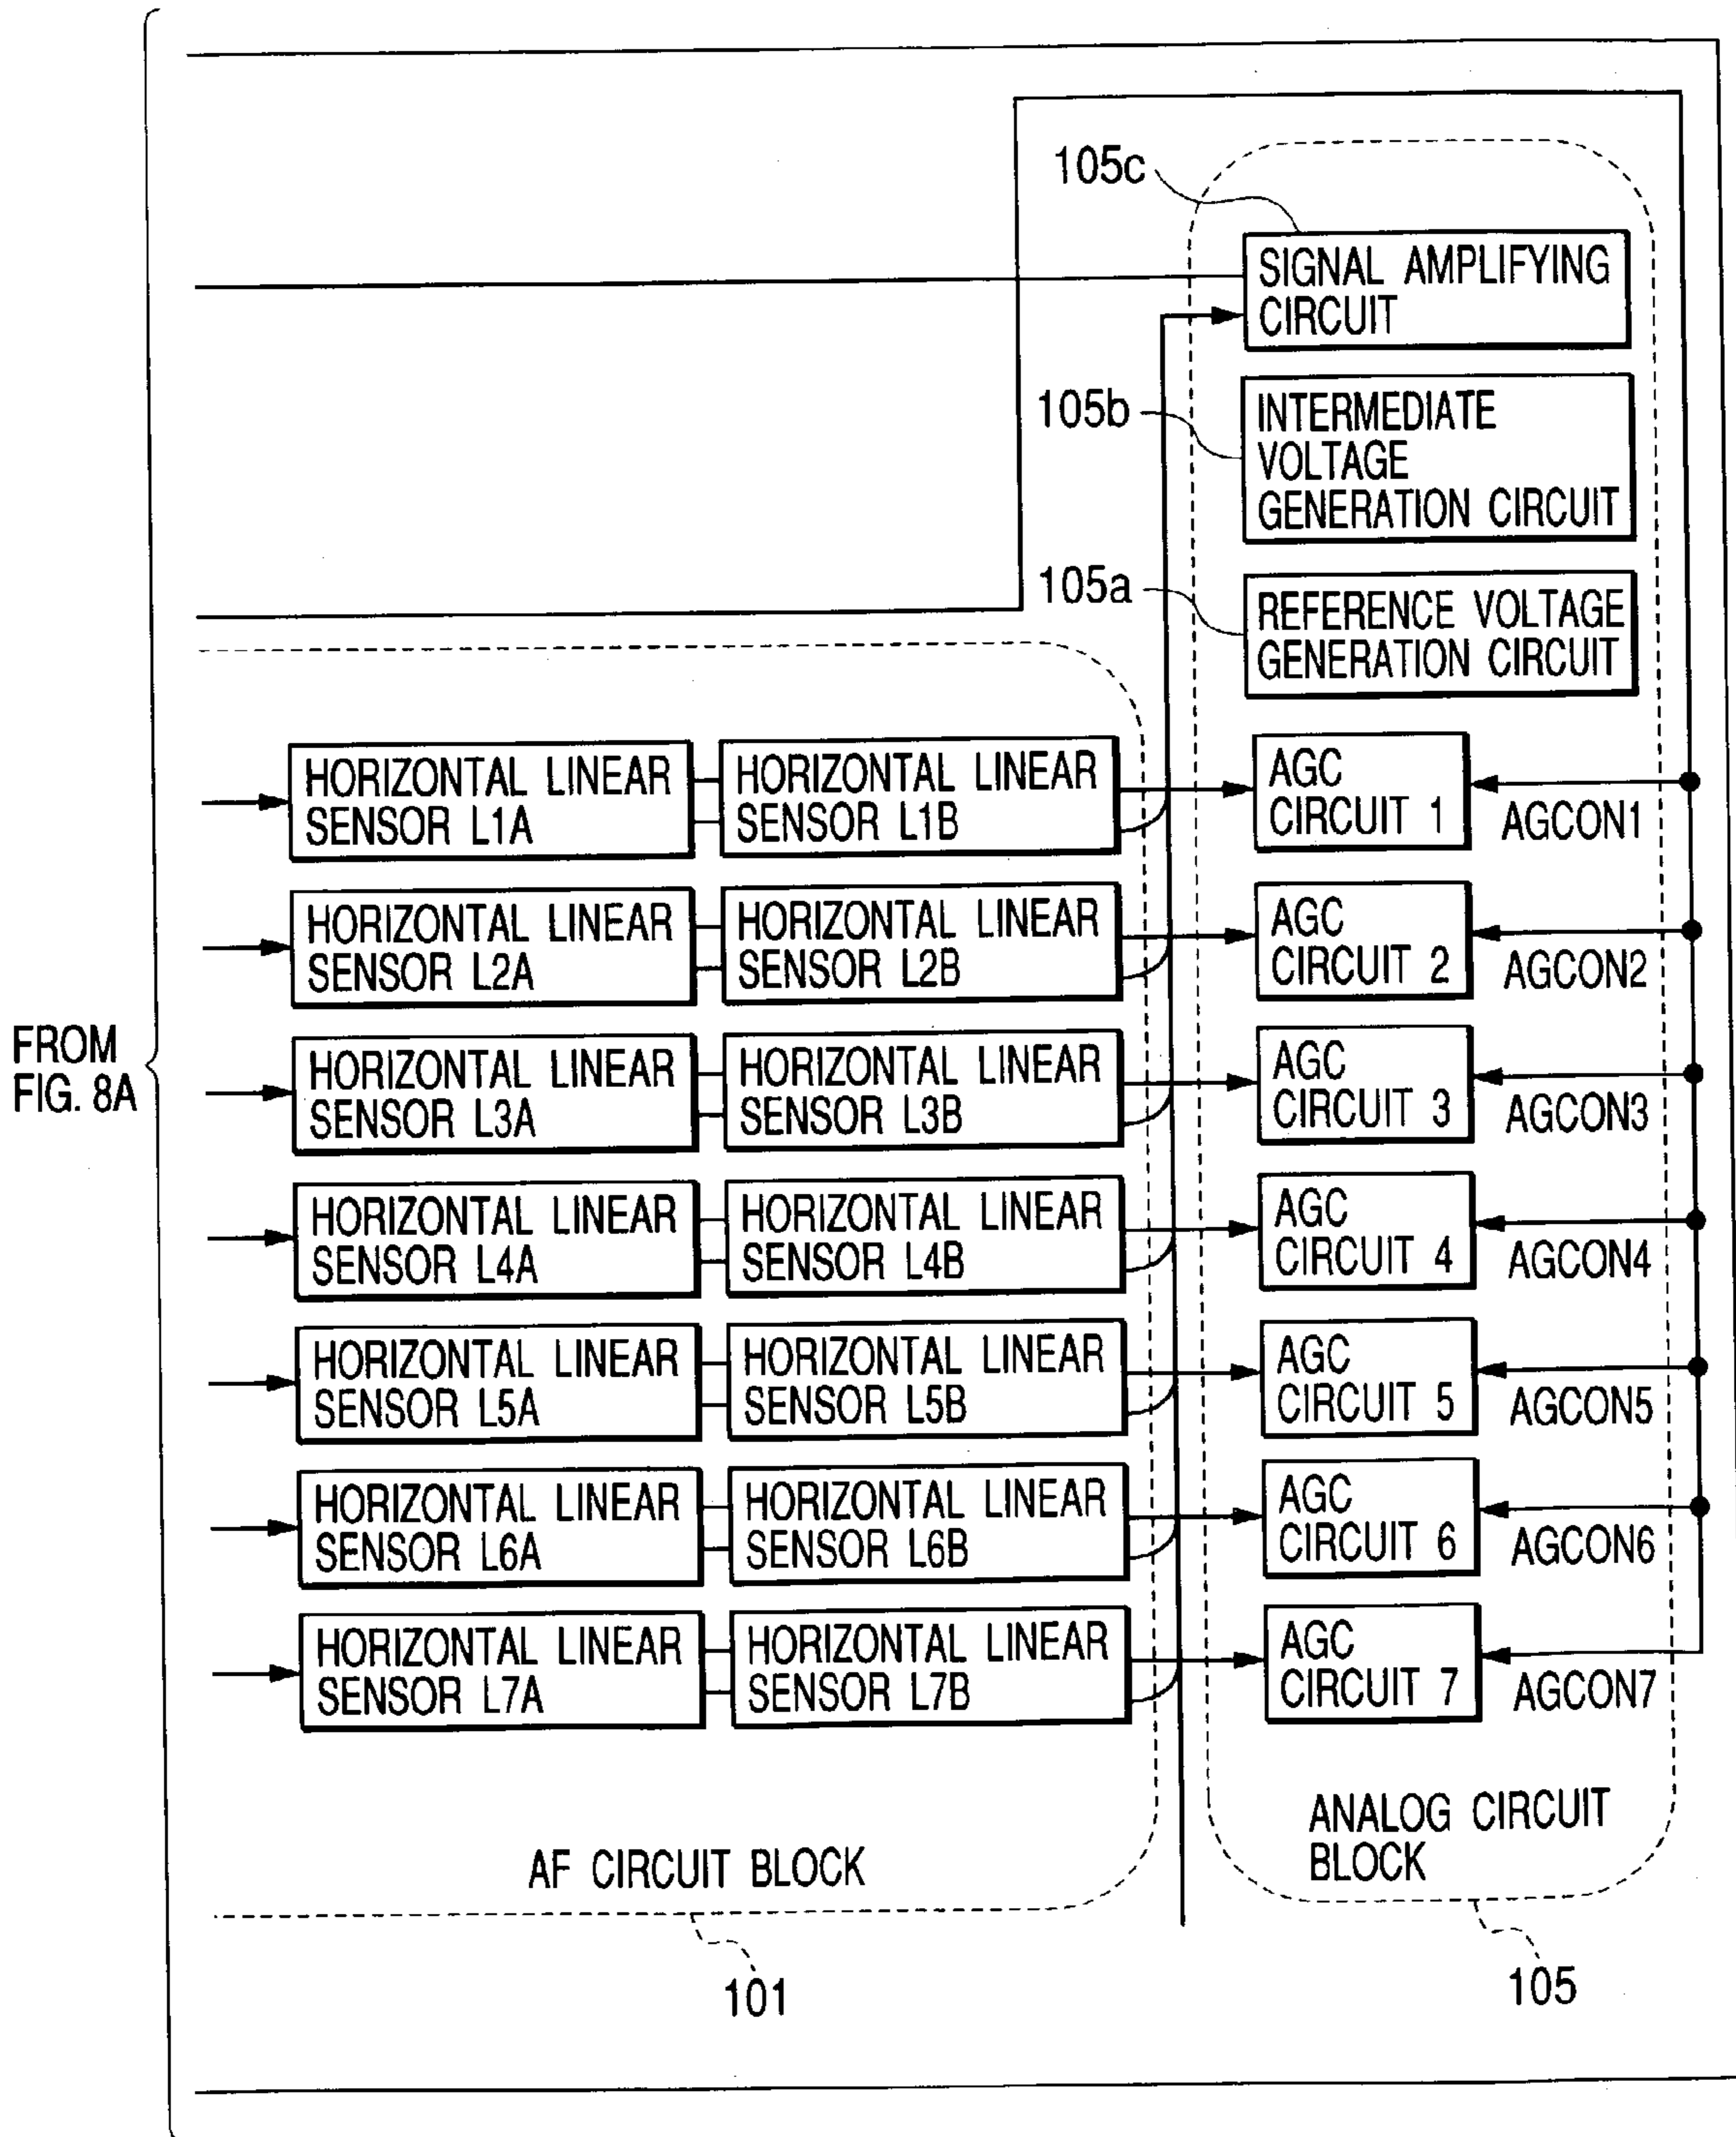 105c
SIGNAL AMPLIFYING
CIRCUIT
105b
INTERMEDIATE
VOLTAGE
GENERATION CIRCUIT
105a
REFERENCE VOLTAGE
GENERATION CIRCUIT
HORIZONTAL LINEAR
SENSOR L1A
HORIZONTAL LINEAR
SENSOR L1B
AGC
CIRCUIT 1
AGCON1
HORIZONTAL LINEAR
SENSOR L2A
HORIZONTAL LINEAR
SENSOR L2B
AGC
CIRCUIT 2
AGCON2
FROM
FIG. 8A
HORIZONTAL LINEAR
SENSOR L3A
HORIZONTAL LINEAR
SENSOR L3B
AGC
CIRCUIT 3
AGCON3
HORIZONTAL LINEAR
SENSOR L4A
HORIZONTAL LINEAR
SENSOR L4B
AGC
CIRCUIT 4
AGCON4
HORIZONTAL LINEAR
SENSOR L5A
HORIZONTAL LINEAR
SENSOR L5B
AGC
CIRCUIT 5
AGCON5
HORIZONTAL LINEAR
SENSOR L6A
HORIZONTAL LINEAR
SENSOR L6B
AGC
CIRCUIT 6
AGCON6
HORIZONTAL LINEAR
SENSOR L7A
HORIZONTAL LINEAR
SENSOR L7B
AGC
CIRCUIT 7
AGCON7
AF CIRCUIT BLOCK
ANALOG CIRCUIT
BLOCK
101
105